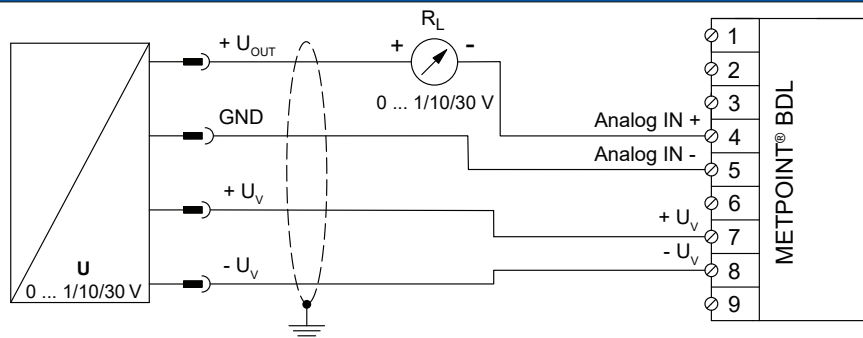 R_L
+ U_OUT
+ -
0 ... 1/10/30 V
GND
+ U_V
- U_V
U
0 ... 1/10/30 V
Analog IN +
Analog IN -
+ U_V
- U_V
1
2
3
4
5
6
7
8
9
METPOINT® BDL